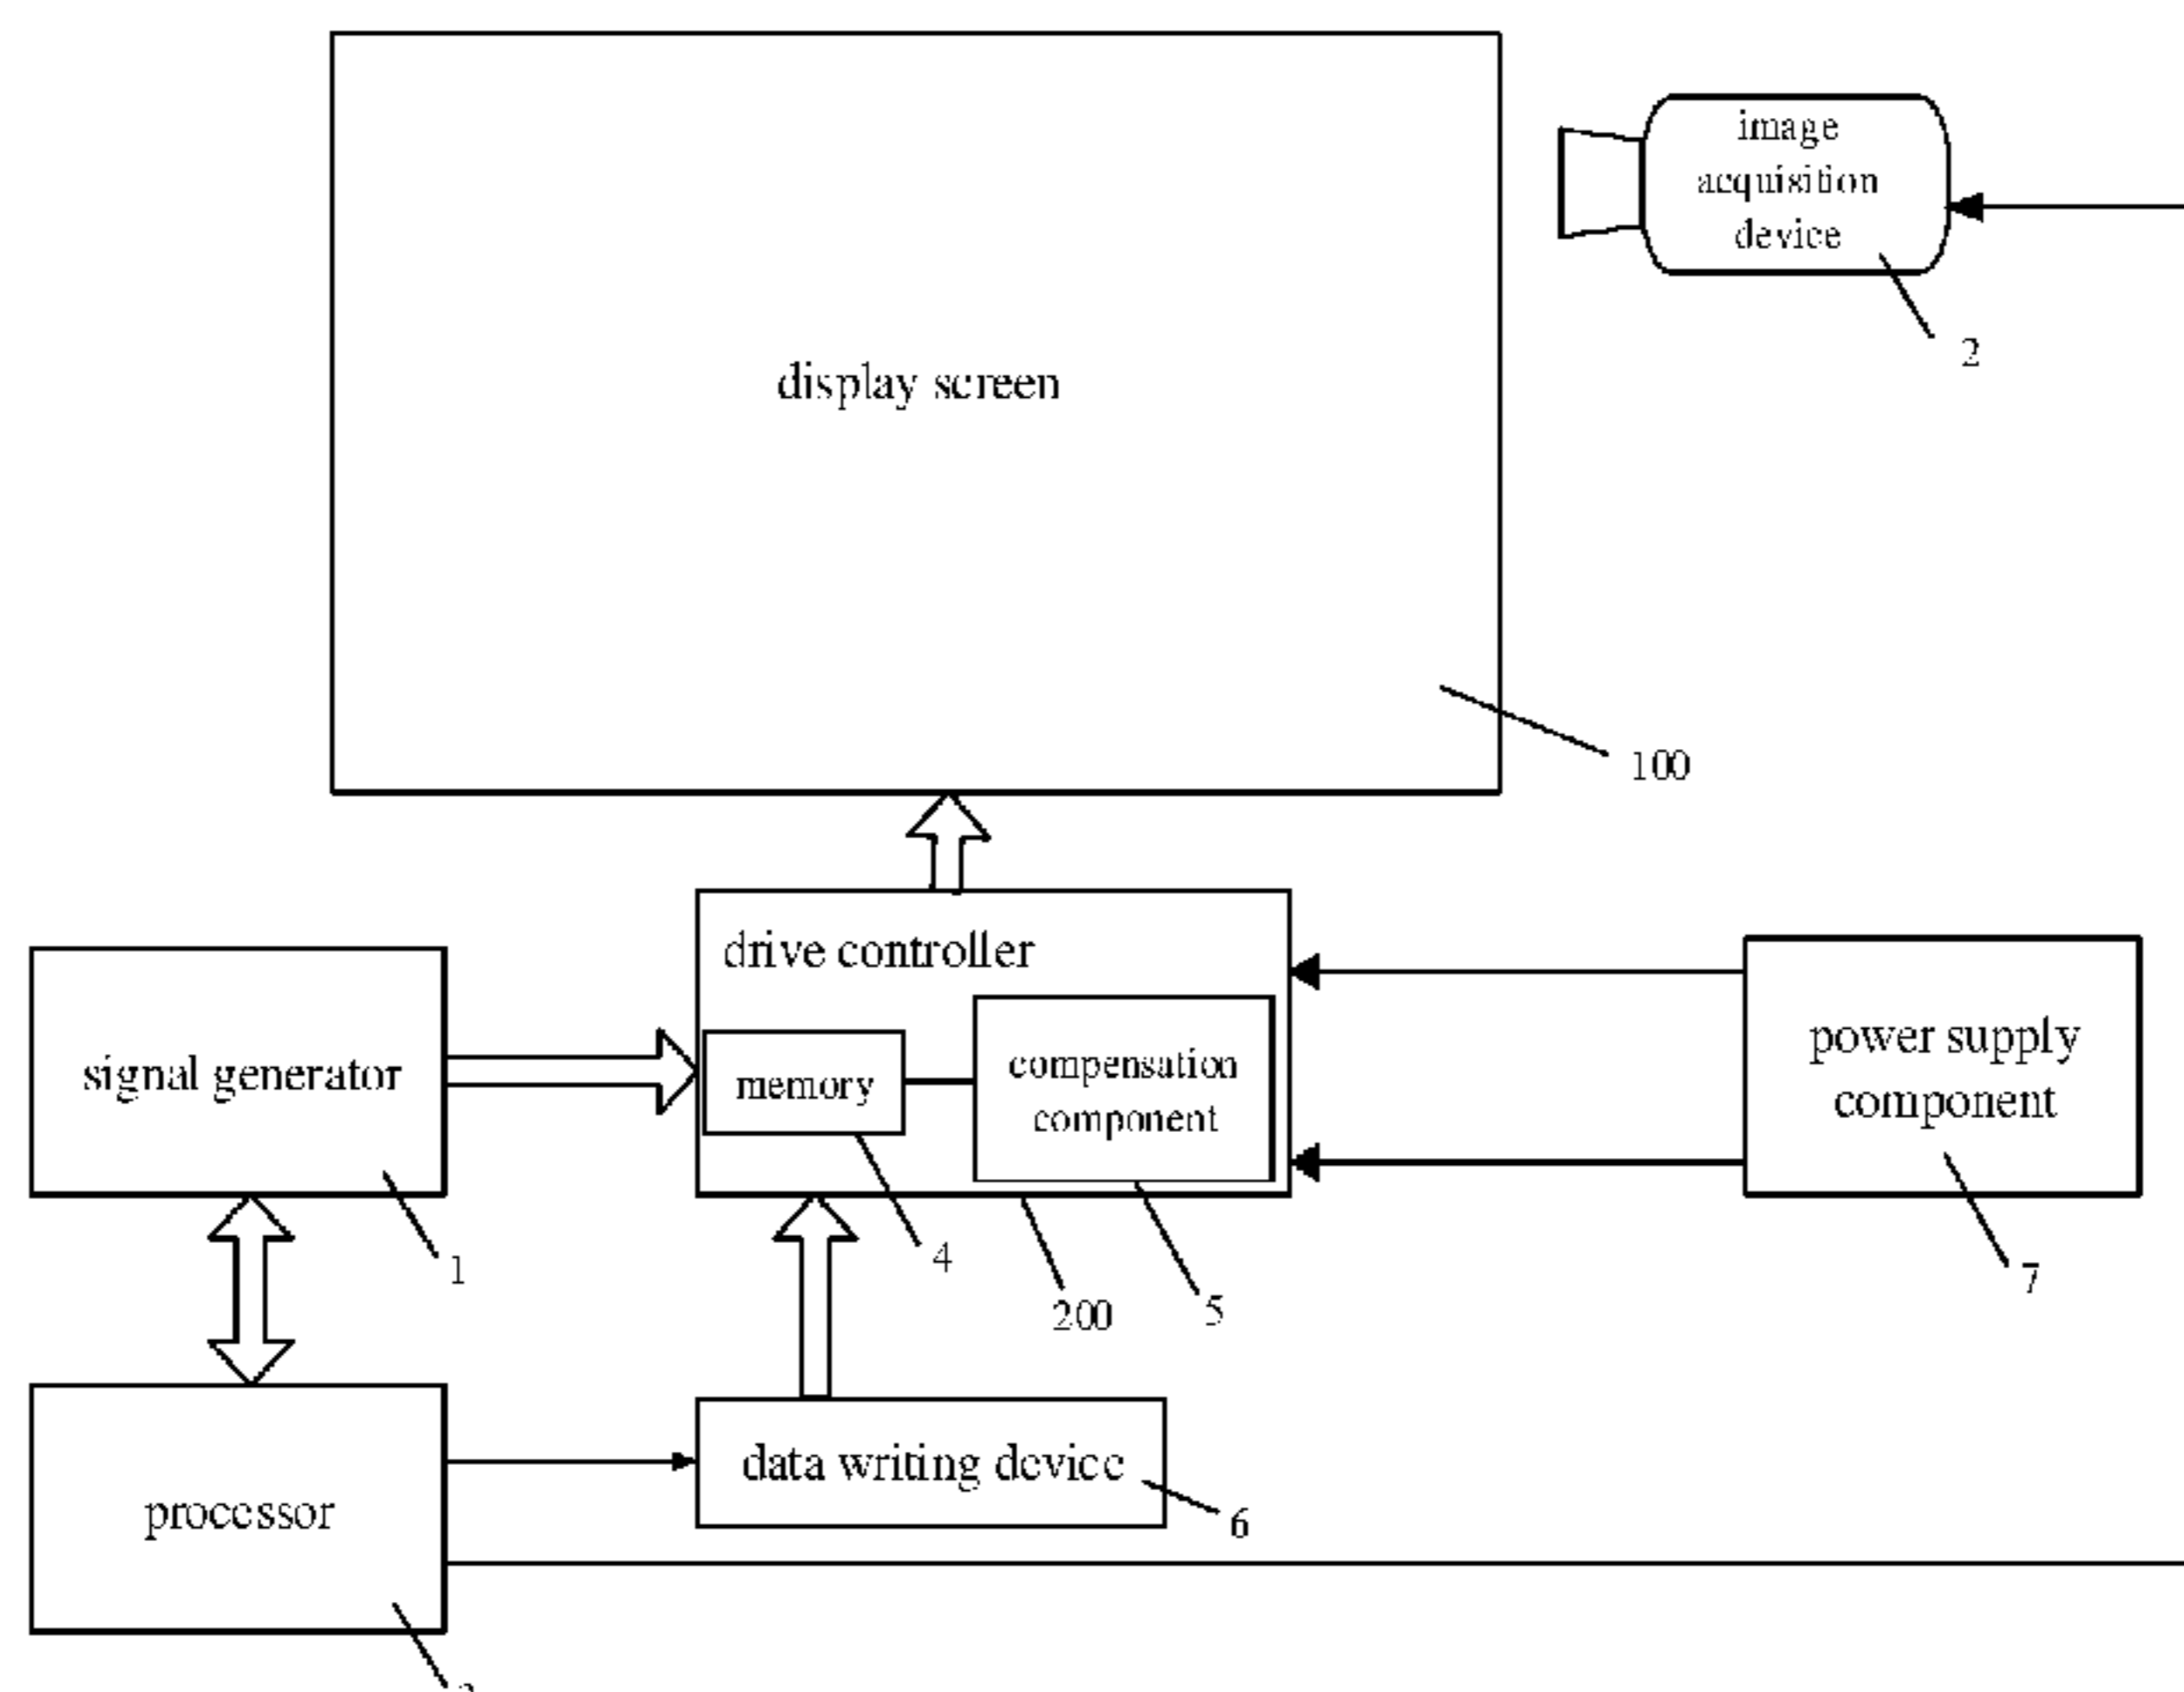 image
acquisition
device
2
display screen
100
drive controller
signal generator
memory
compensation
component
power supply
component
1
4
200
5
7
processor
data writing device
6